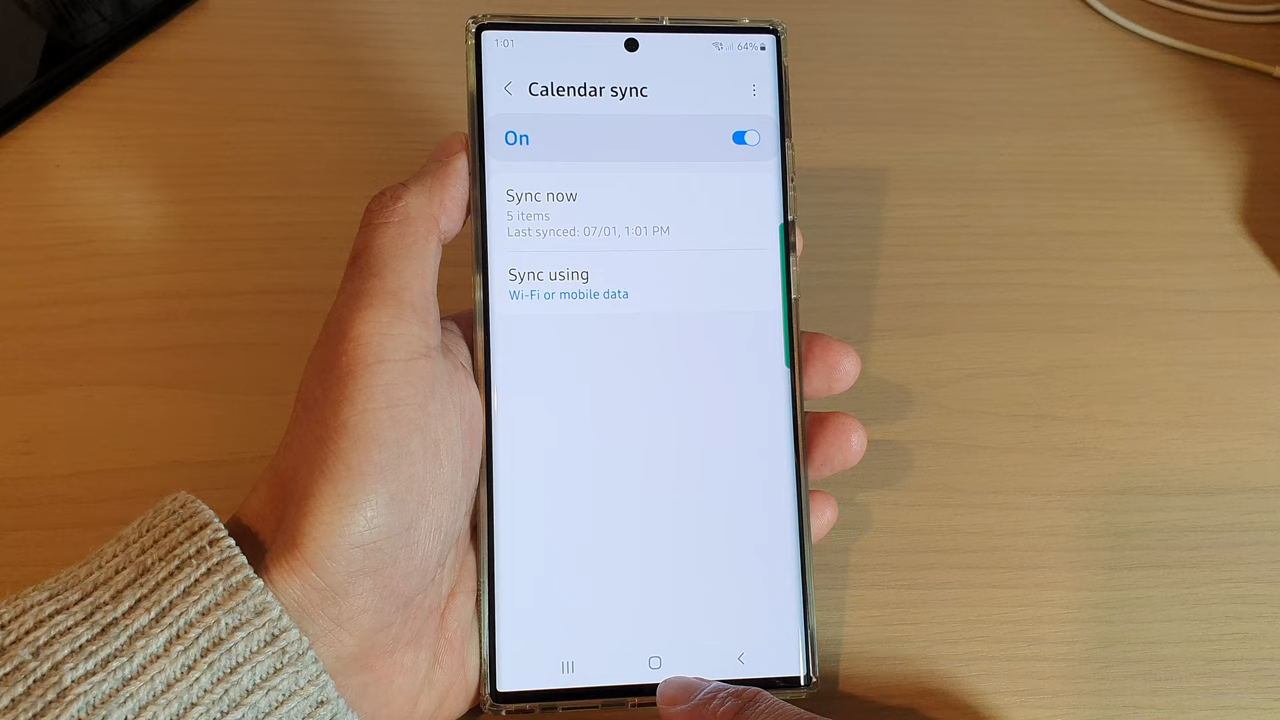 1:01
64%
Calendar sync
On
Sync now
5 items
Last synced: 07/01, 1:01 PM
Sync using
Wi-Fi or mobile data